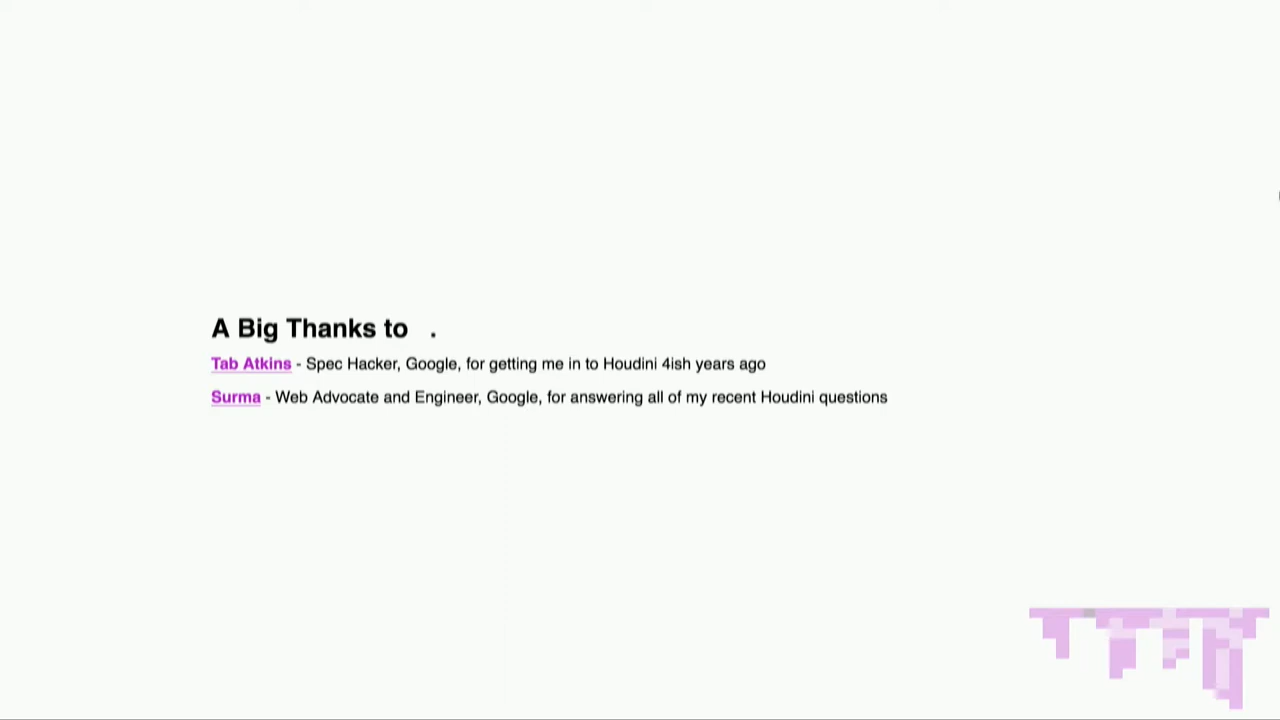 A Big Thanks to .
Tab Atkins - Spec Hacker, Google, for getting me in to Houdini 4ish years ago
Surma - Web Advocate and Engineer, Google, for answering all of my recent Houdini questions